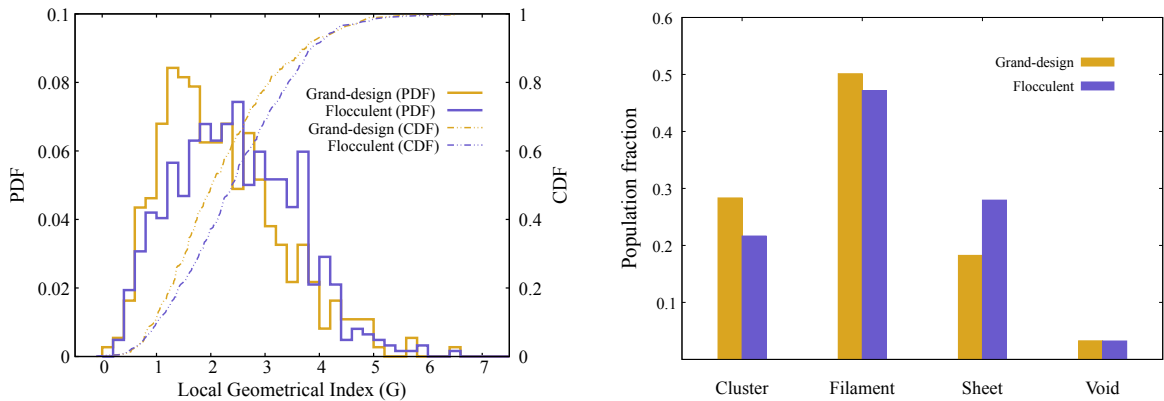 0.1
0.08
0.06
0.04
0.02
0
PDF
1
0.8
0.6
0.4
0.2
0
CDF
Grand-design (PDF)
Flocculent (PDF)
Grand-design (CDF)
Flocculent (CDF)
0 1 2 3 4 5 6 7
Local Geometrical Index (G)
0.6
0.5
0.4
0.3
0.2
0.1
Population fraction
Grand-design
Flocculent
Cluster Filament Sheet Void